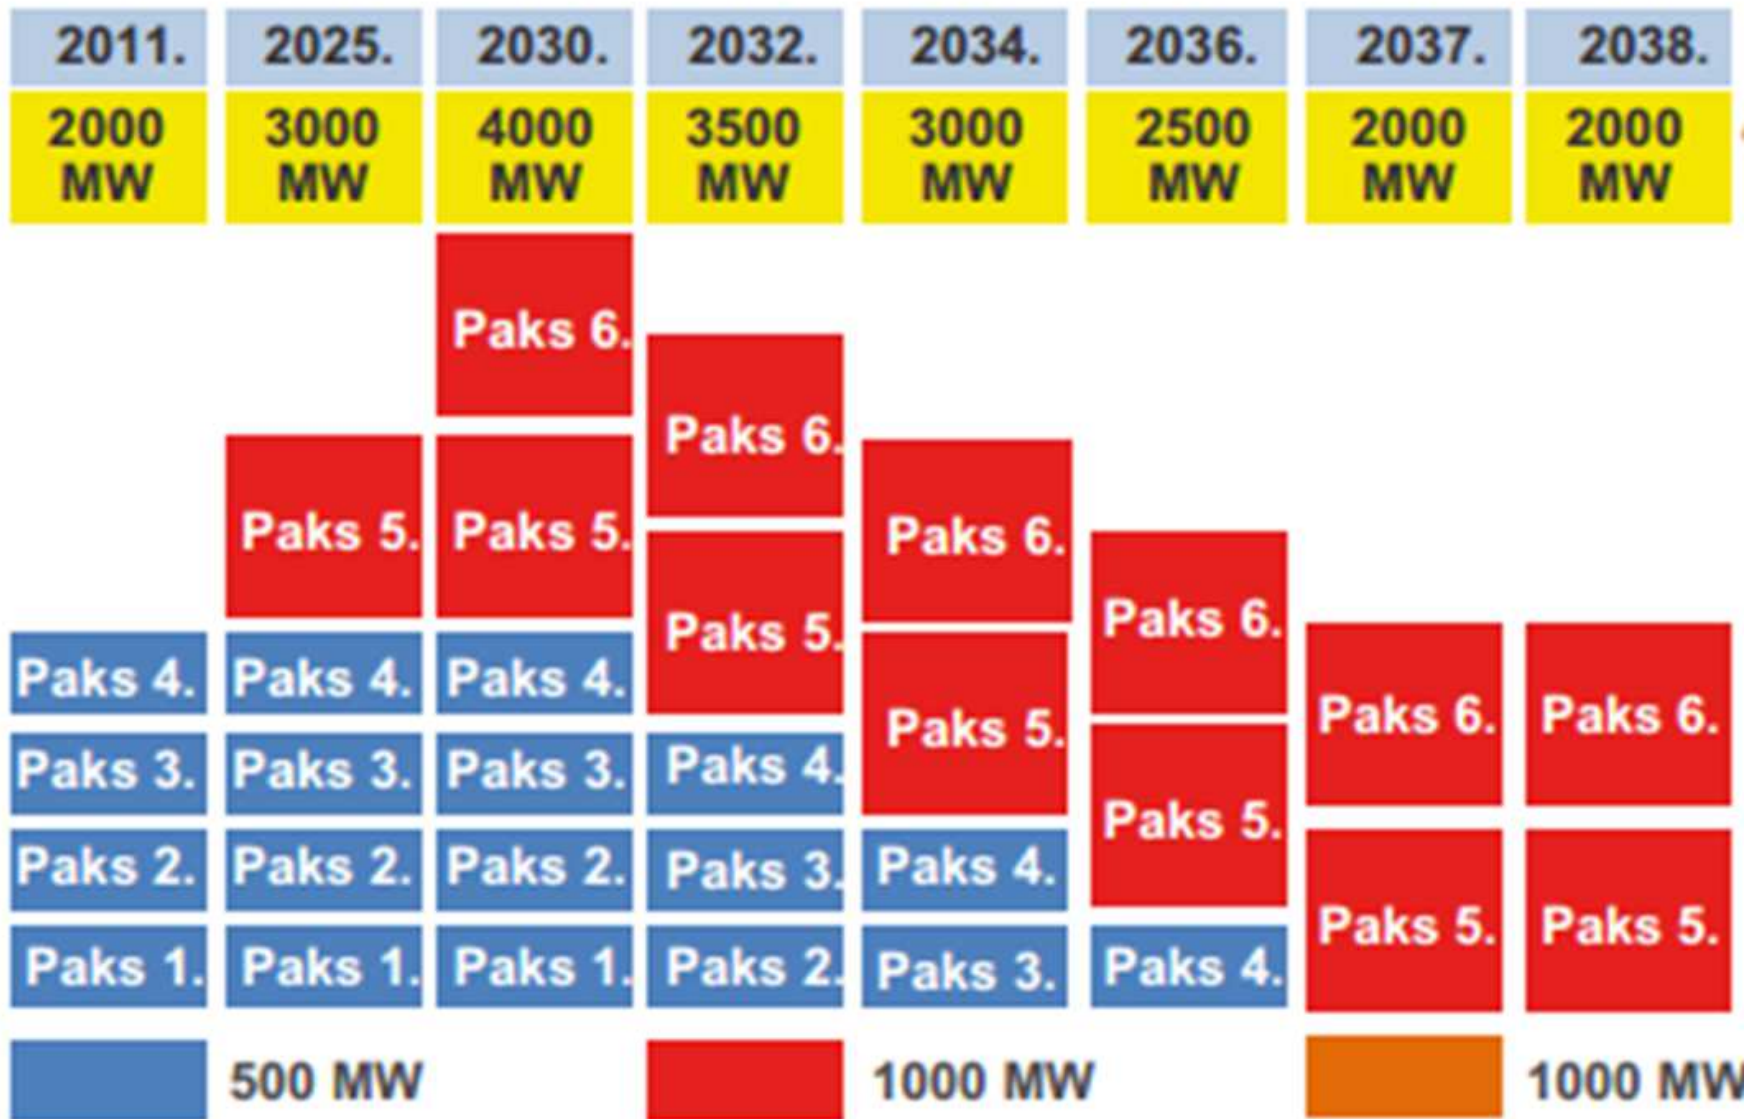 2011. 2025. 2030. 2032. 2034. 2036. 2037. 2038.
2000 3000 4000 3500 3000 2500 2000 2000
MW MW MW MW MW MW MW MW
Paks 6.
Paks 6.
Paks 5. Paks 5. Paks 6.
Paks 6.
Paks 5.
Paks 4. Paks 4. Paks 4.
Paks 5. Paks 6. Paks 6.
Paks 3. Paks 3. Paks 3. Paks 4.
Paks 5.
Paks 2. Paks 2. Paks 2. Paks 3. Paks 4.
Paks 5. Paks 5.
Paks 1. Paks 1. Paks 1. Paks 2. Paks 3. Paks 4.
500 MW 1000 MW 1000 MW